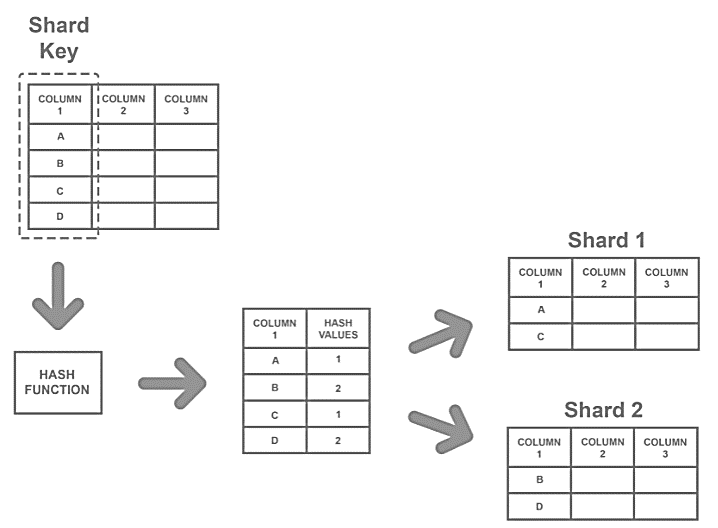 Shard
Key
COLUMN 1 COLUMN 2 COLUMN 3
A
B
C
D
HASH
FUNCTION
COLUMN 1 HASH VALUES
A 1
B 2
C 1
D 2
Shard 1
COLUMN 1 COLUMN 2 COLUMN 3
A
C
Shard 2
COLUMN 1 COLUMN 2 COLUMN 3
B
D